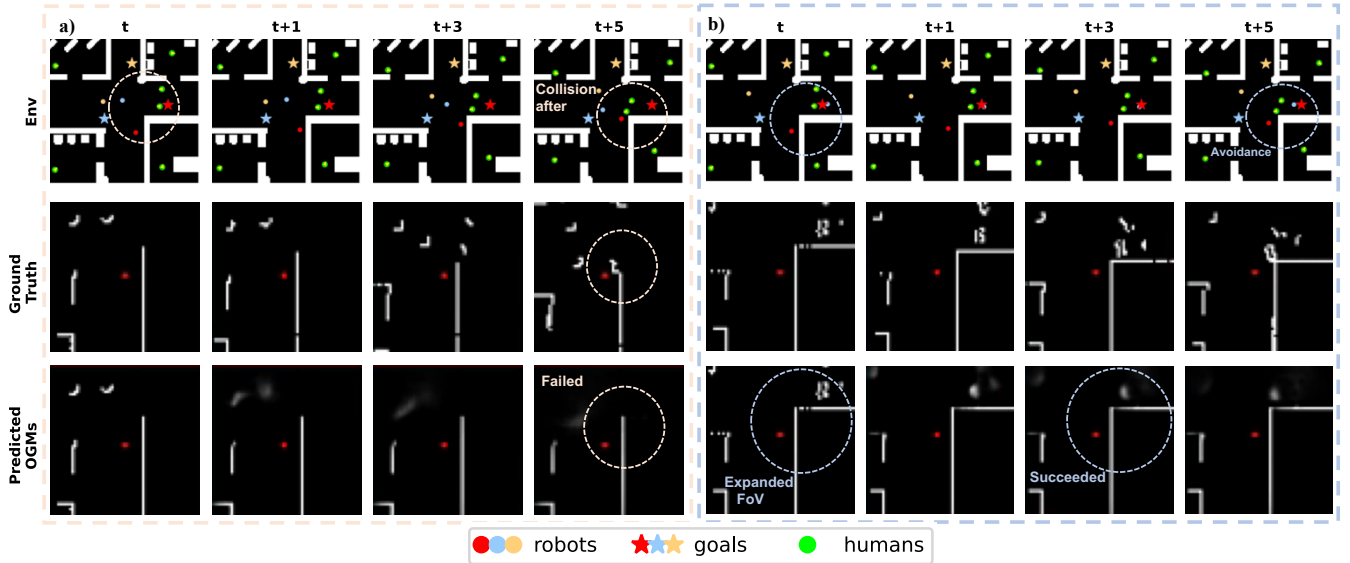 a)
t
t+1
t+3
t+5
b)
t
t+1
t+3
t+5
Env
Collision
after
Avoidance
Ground
Truth
Predicted
OGMs
Failed
Expanded
FoV
Succeeded
robots
goals
humans